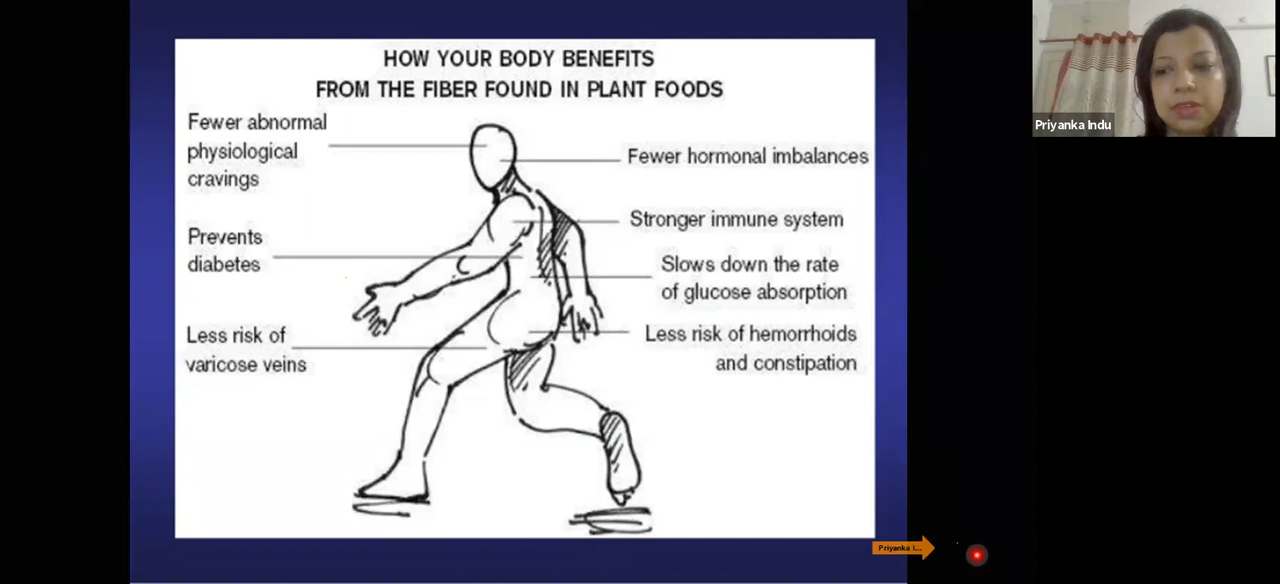 HOW YOUR BODY BENEFITS
FROM THE FIBER FOUND IN PLANT FOODS
Fewer abnormal
physiological
cravings
Fewer hormonal imbalances
Stronger immune system
Prevents
diabetes
Slows down the rate
of glucose absorption
Less risk of
varicose veins
Less risk of hemorrhoids
and constipation
Priyanka Indu
Priyanka I...